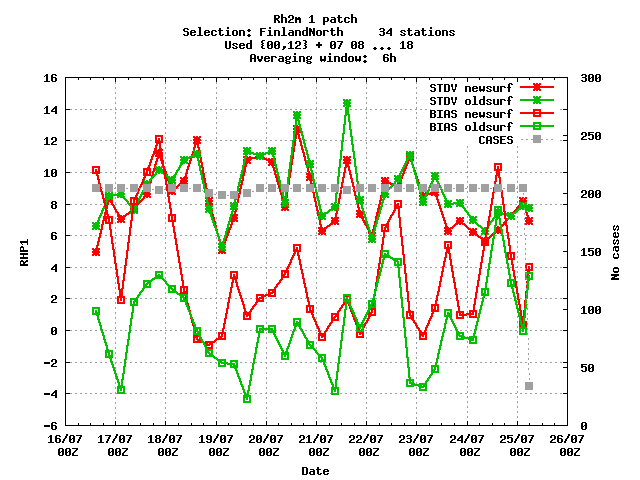 Rh2m 1 patch
Selection: FinlandNorth     34 stations
Used {00,12} + 07 08 ... 18
Averaging window:  6h
STDV newsurf
STDV oldsurf
BIAS newsurf
BIAS oldsurf
CASES
16
14
12
10
8
6
4
2
0
-2
-4
-6
RHP1
300
250
200
150
100
50
0
No cases
16/07 17/07 18/07 19/07 20/07 21/07 22/07 23/07 24/07 25/07 26/07
00Z 00Z 00Z 00Z 00Z 00Z 00Z 00Z 00Z 00Z 00Z
Date